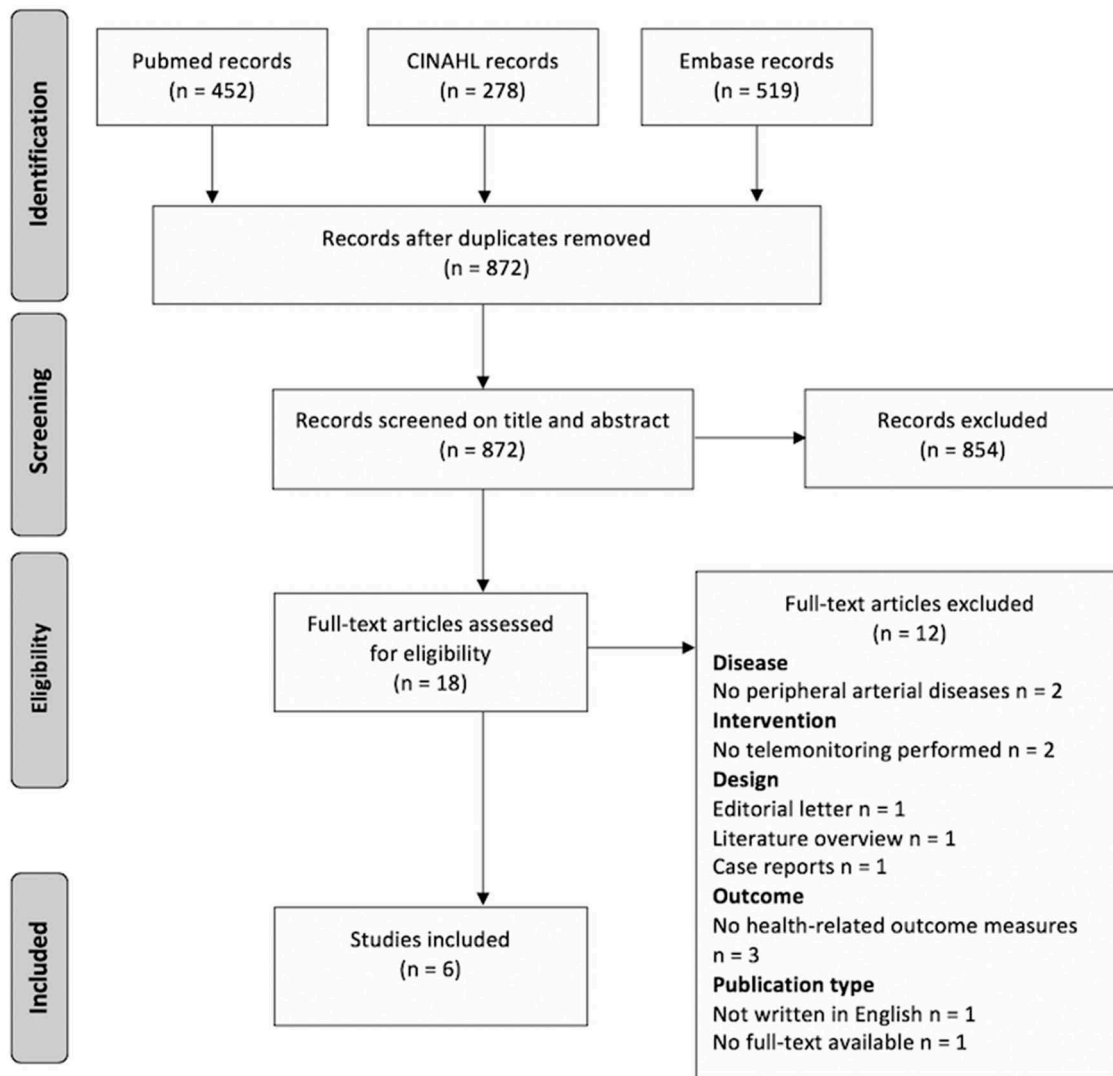 Identification
Pubmed records
(n = 452)
CINAHL records
(n = 278)
Embase records
(n = 519)
Records after duplicates removed
(n = 872)
Screening
Records screened on title and abstract
(n = 872)
Records excluded
(n = 854)
Eligibility
Full-text articles assessed
for eligibility
(n = 18)
Full-text articles excluded
(n = 12)
Disease
No peripheral arterial diseases n = 2
Intervention
No telemonitoring performed n = 2
Design
Editorial letter n = 1
Literature overview n = 1
Case reports n = 1
Outcome
No health-related outcome measures
n = 3
Publication type
Not written in English n = 1
No full-text available n = 1
Included
Studies included
(n = 6)